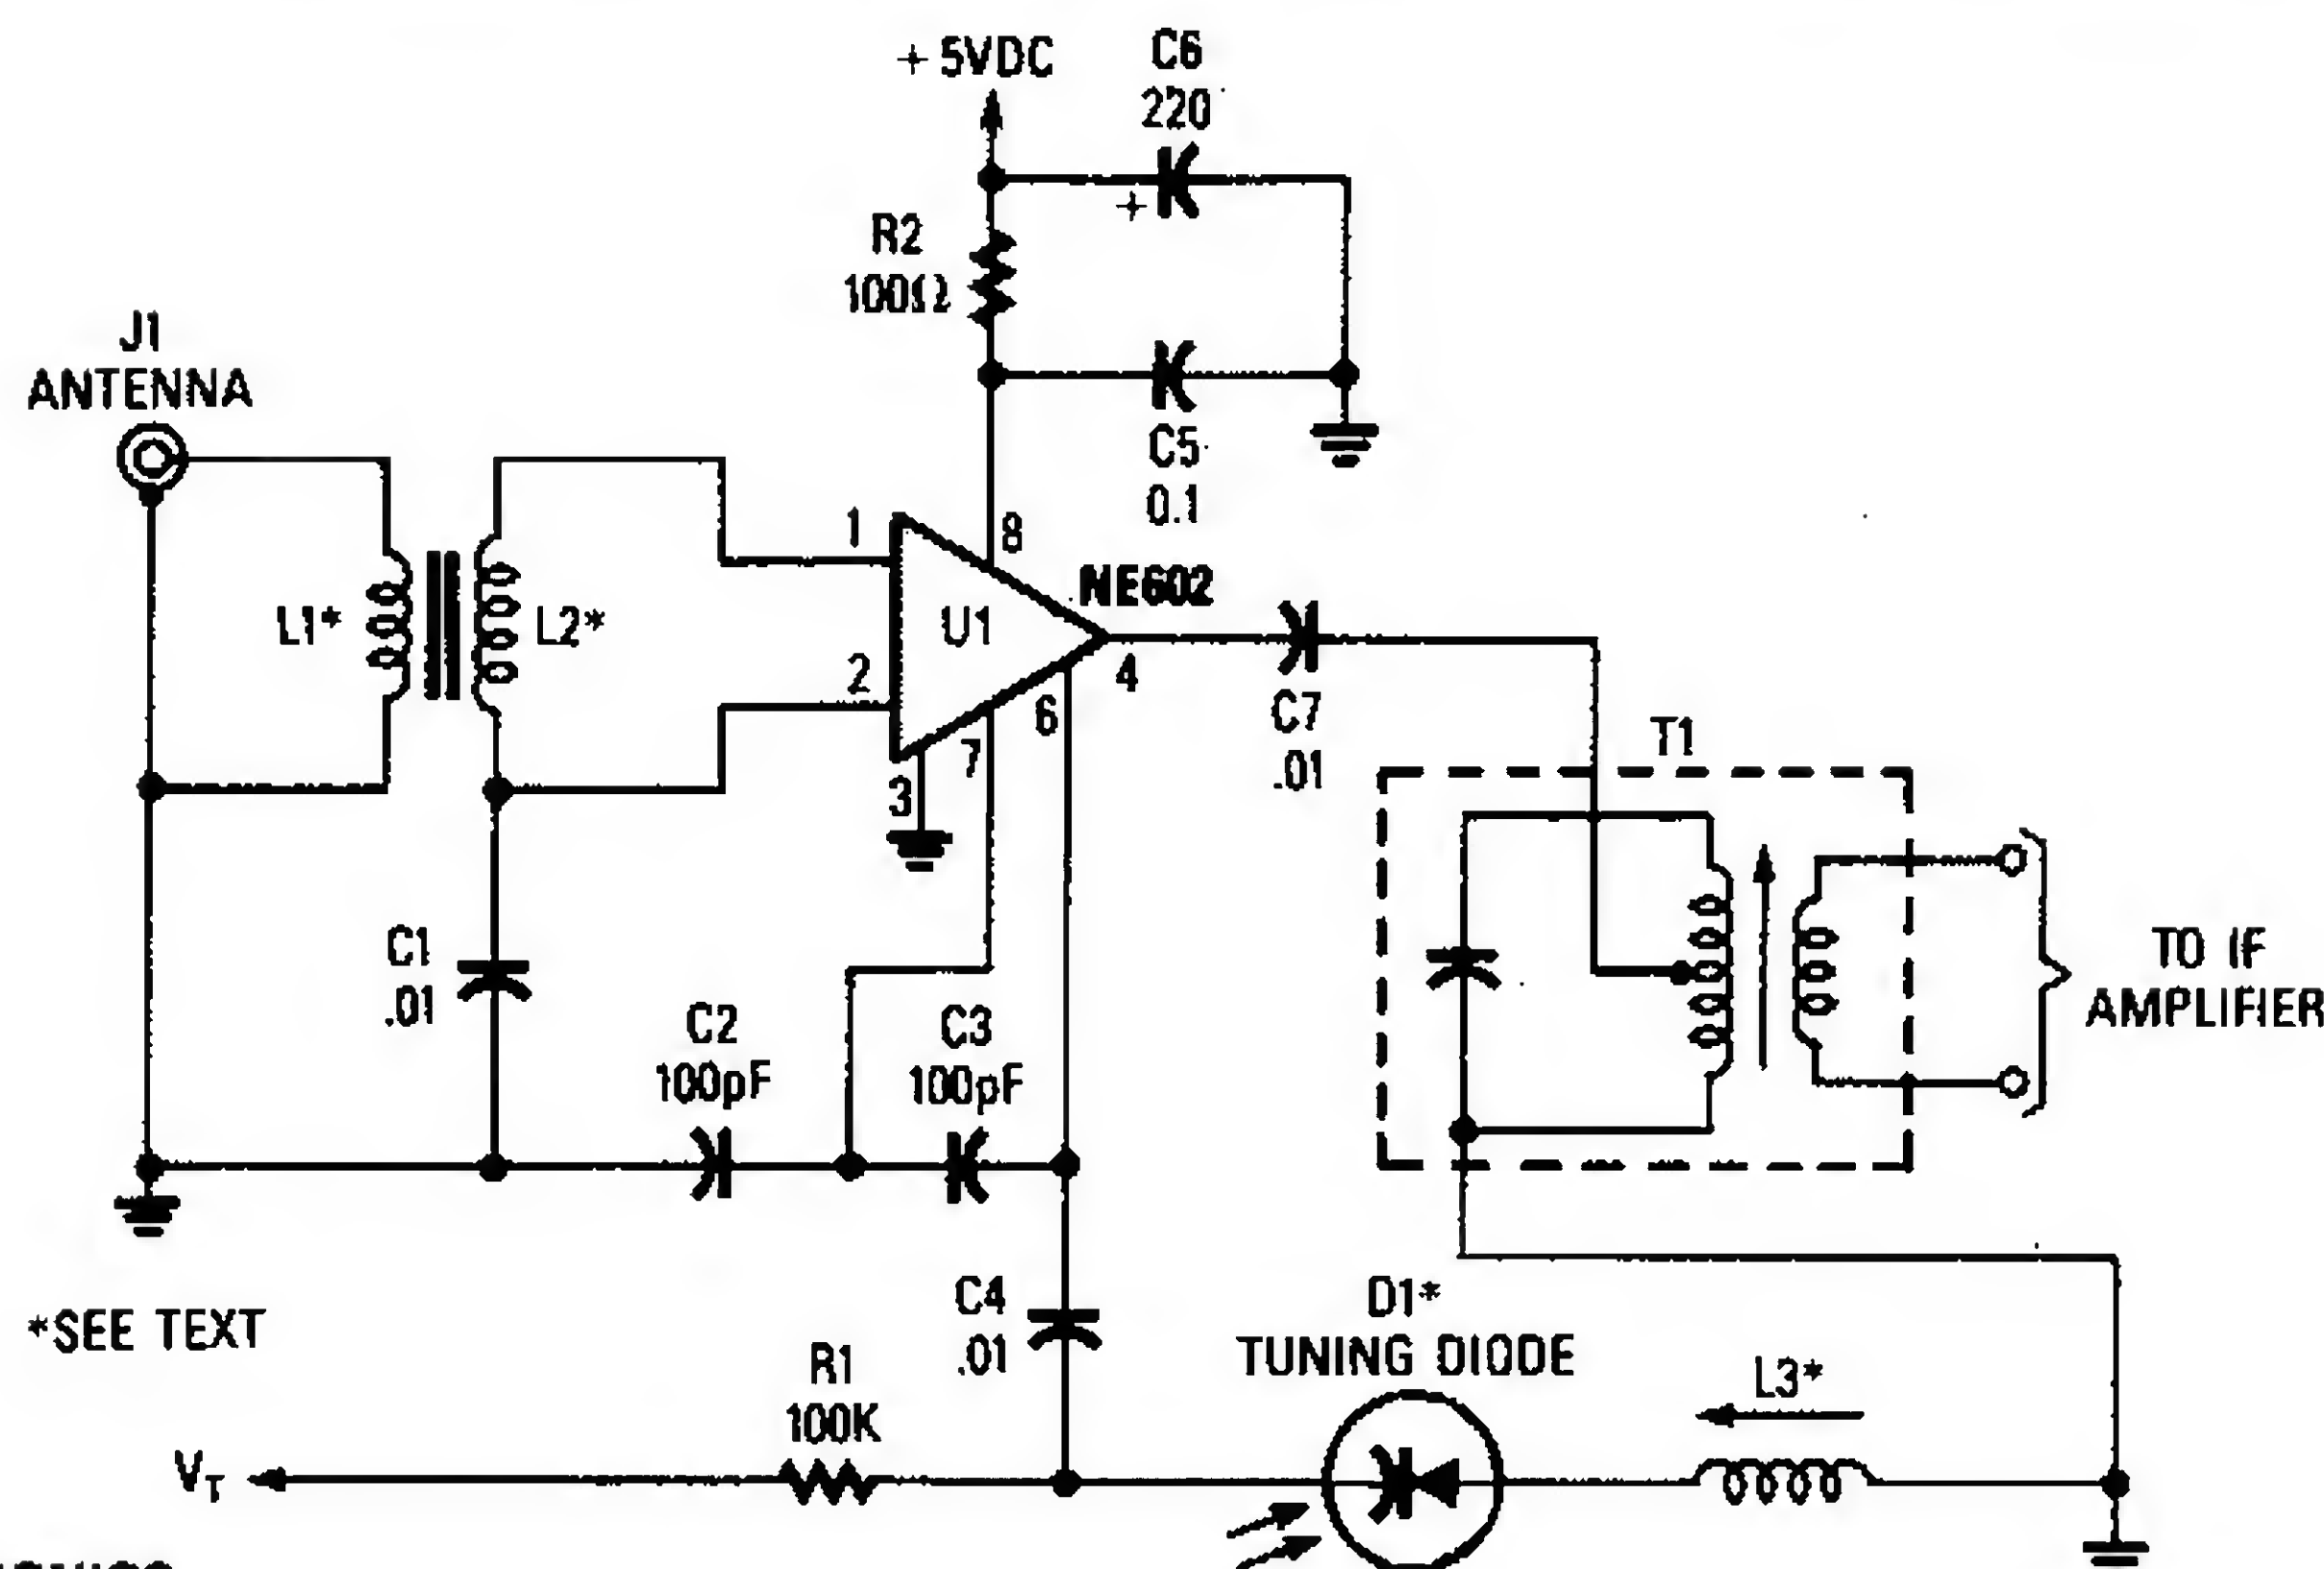 + 5VDC
C6
220
+
R2
100Ω
J1
ANTENNA
C5
0.1
1
8
NE602
L1*
L2*
U1
2
4
6
7
3
C7
.01
T1
C1
.01
C2
100pF
C3
100pF
TO IF
AMPLIFIER
*SEE TEXT
C4
.01
D1*
TUNING DIODE
R1
100K
L3*
VT